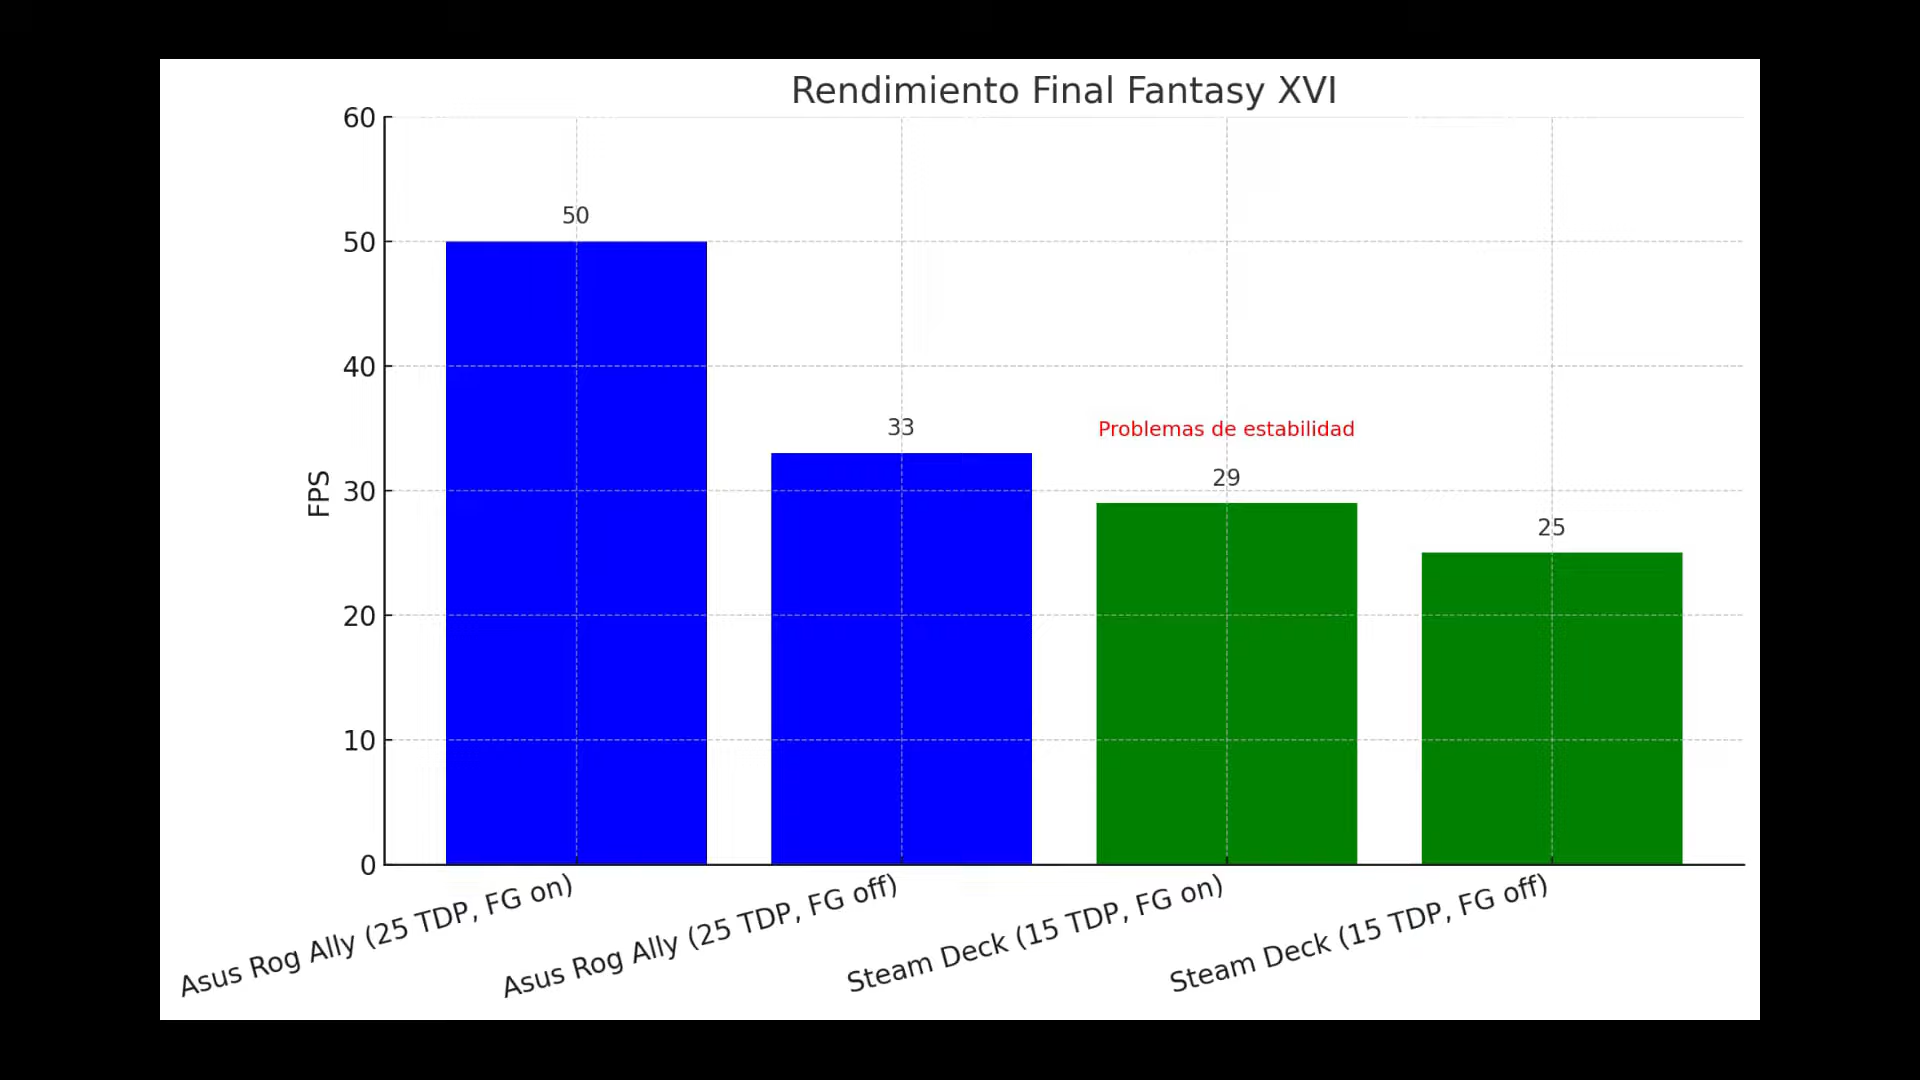 Rendimiento Final Fantasy XVI
60
50
40
30
20
10
0
FPS
50
33
Problemas de estabilidad
29
25
Asus Rog Ally (25 TDP, FG on)
Asus Rog Ally (25 TDP, FG off)
Steam Deck (15 TDP, FG on)
Steam Deck (15 TDP, FG off)